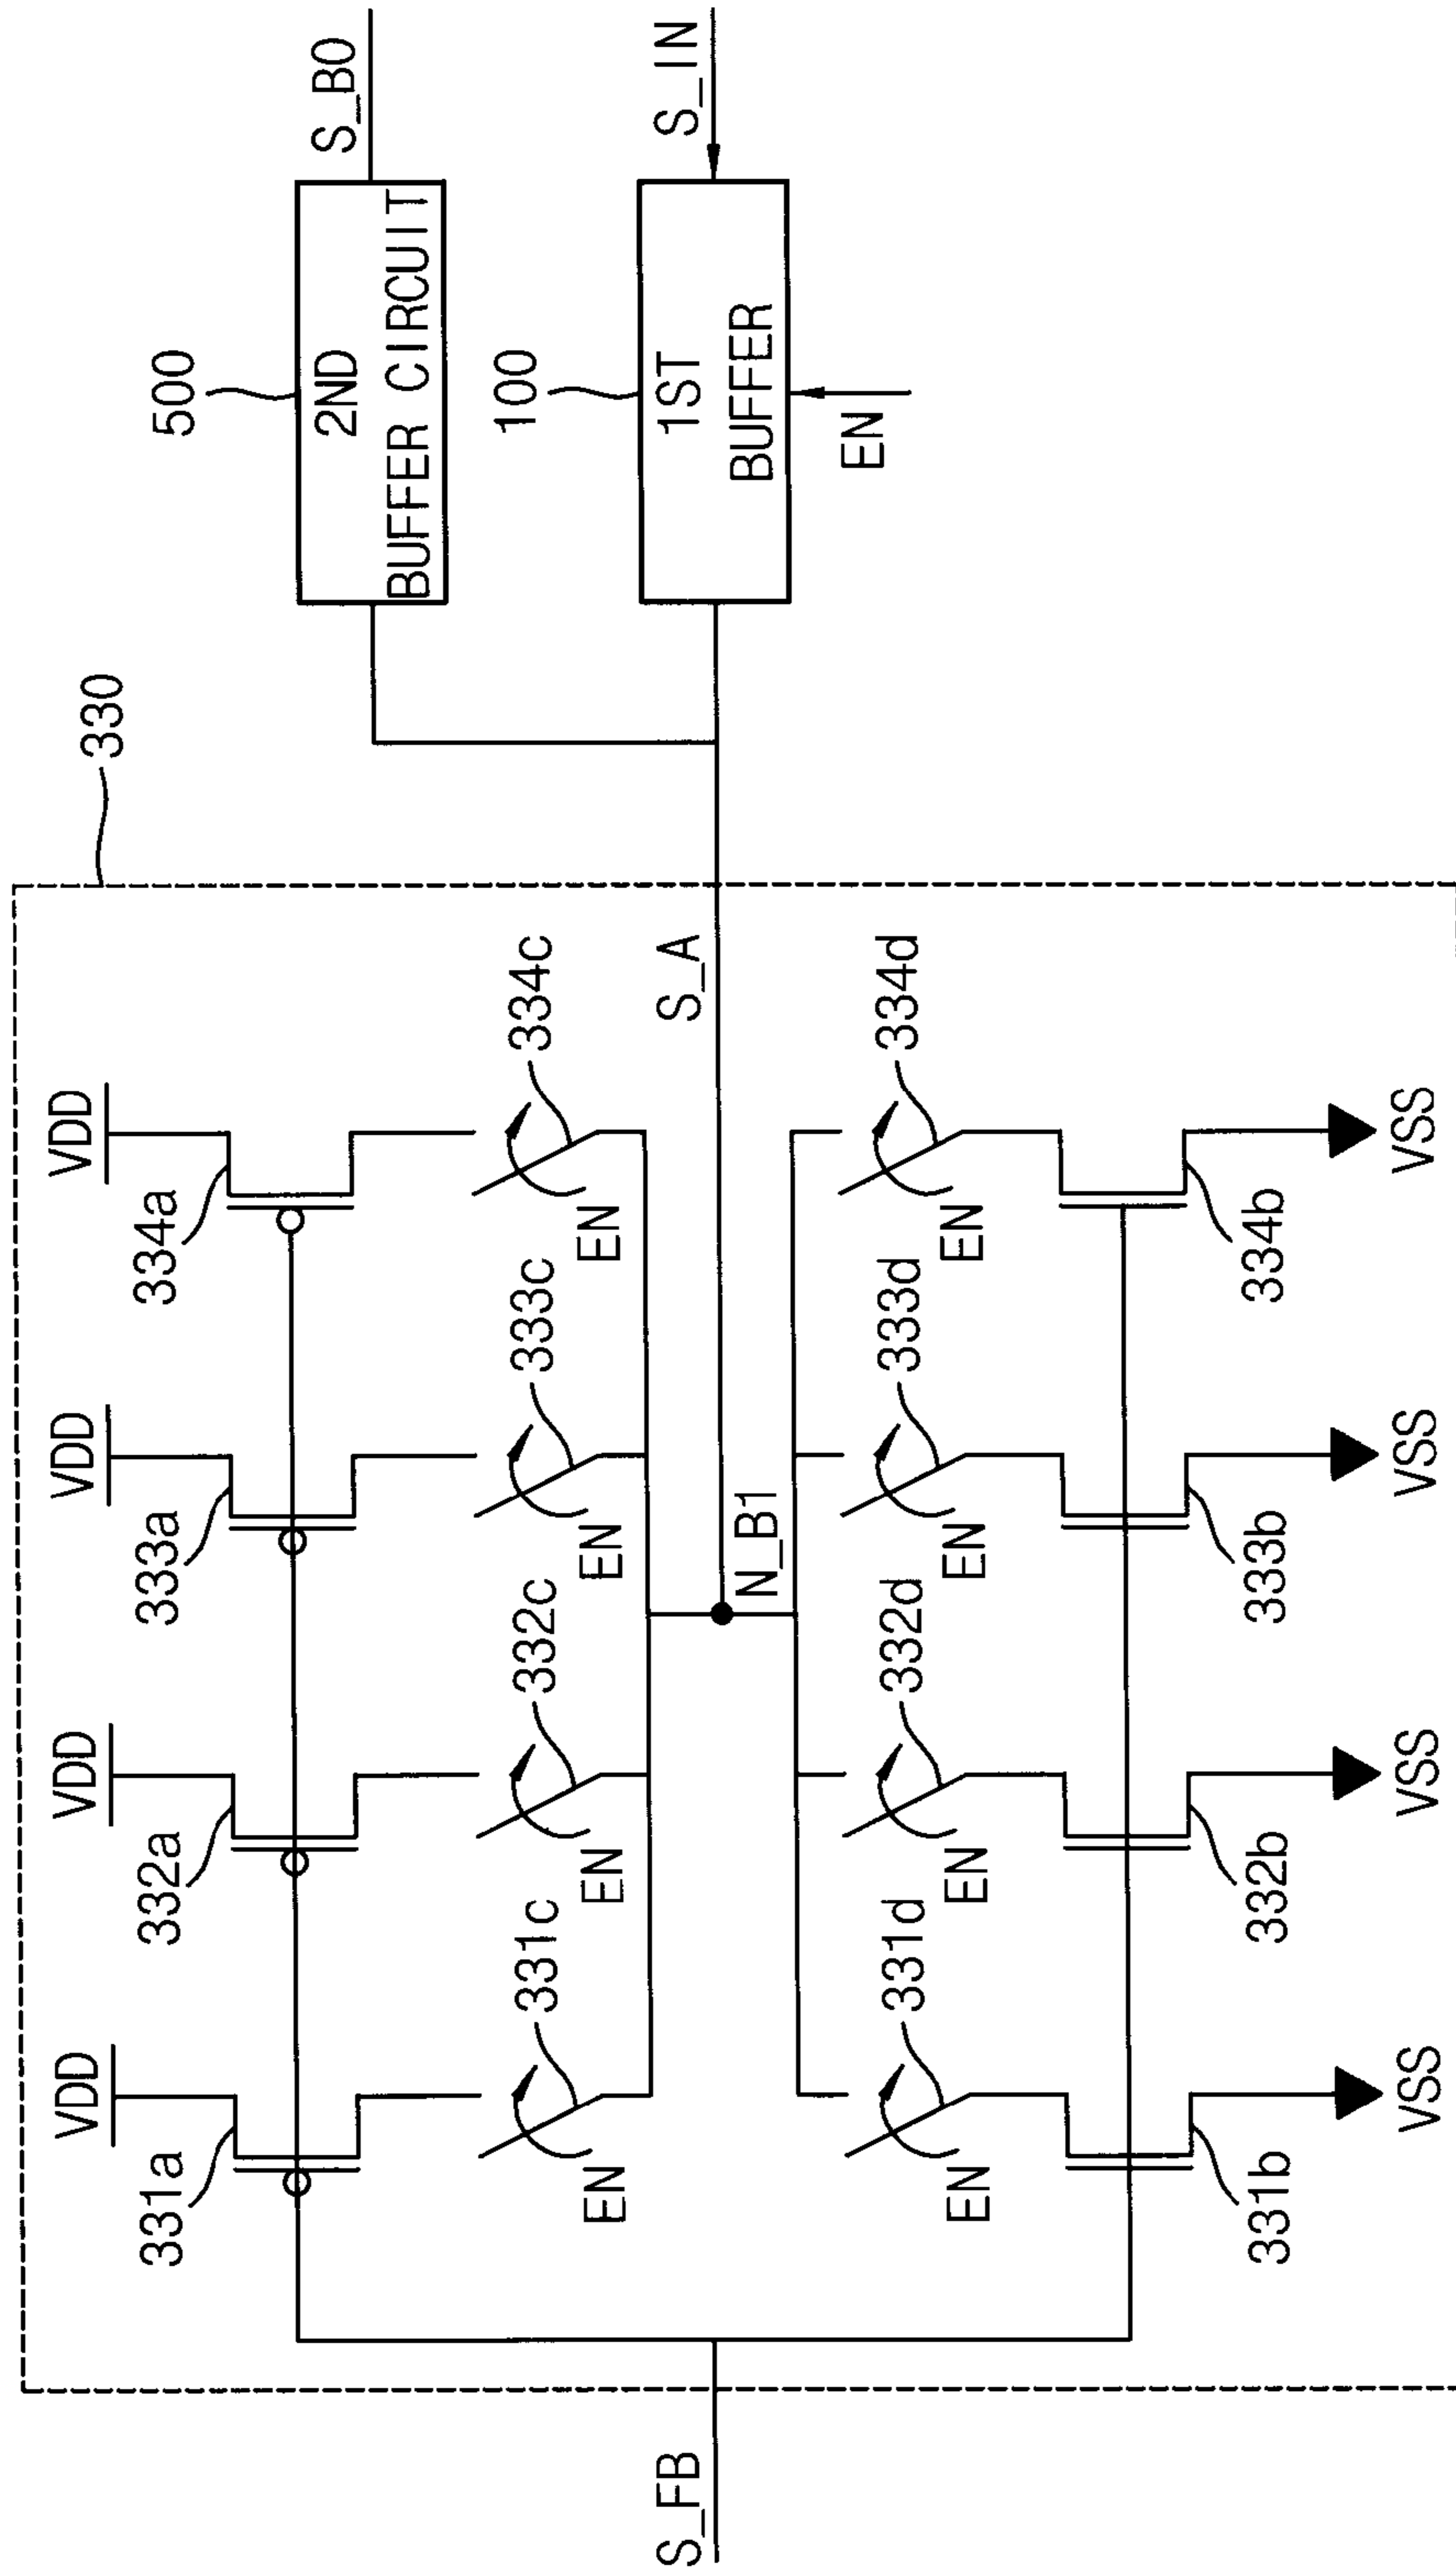 330
VDD
VDD
VDD
VDD
331a
332a
333a
334a
500
2ND
BUFFER CIRCUIT
S_BO
331c
332c
333c
334c
EN
EN
EN
EN
S_FB
N_B1
S_A
100
1ST
BUFFER
S_IN
EN
331d
332d
333d
334d
EN
EN
EN
EN
331b
332b
333b
334b
VSS
VSS
VSS
VSS